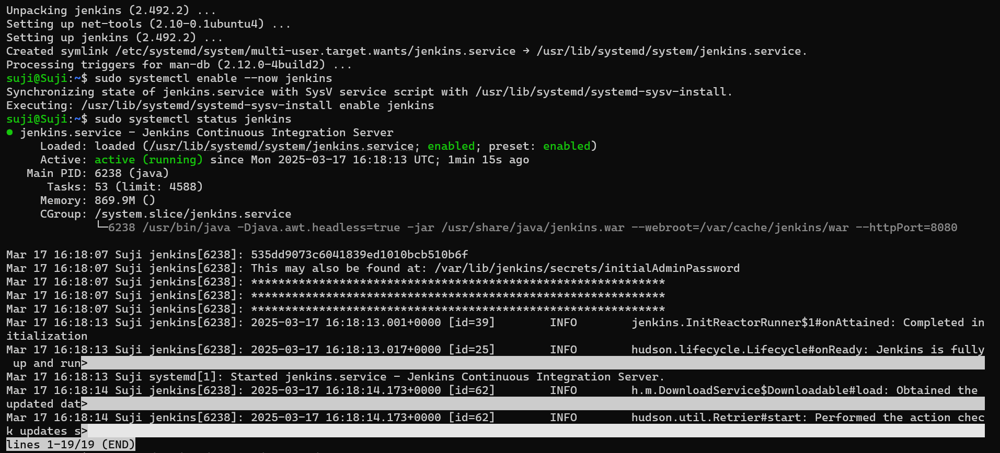 Unpacking jenkins (2.492.2) ...
Setting up net-tools (2.10-0.1ubuntu4) ...
Setting up jenkins (2.492.2) ...
Created symlink /etc/systemd/system/multi-user.target.wants/jenkins.service → /usr/lib/systemd/system/jenkins.service.
Processing triggers for man-db (2.12.0-4build2) ...
suji@Suji:~$ sudo systemctl enable --now jenkins
Synchronizing state of jenkins.service with SysV service script with /usr/lib/systemd/systemd-sysv-install.
Executing: /usr/lib/systemd/systemd-sysv-install enable jenkins
suji@Suji:~$ sudo systemctl status jenkins
● jenkins.service - Jenkins Continuous Integration Server
     Loaded: loaded (/usr/lib/systemd/system/jenkins.service; enabled; preset: enabled)
     Active: active (running) since Mon 2025-03-17 16:18:13 UTC; 1min 15s ago
   Main PID: 6238 (java)
      Tasks: 53 (limit: 4588)
     Memory: 869.9M ()
     CGroup: /system.slice/jenkins.service
             └─6238 /usr/bin/java -Djava.awt.headless=true -jar /usr/share/java/jenkins.war --webroot=/var/cache/jenkins/war --httpPort=8080
Mar 17 16:18:07 Suji jenkins[6238]: 535dd9073c6041839ed1010bcb510b6f
Mar 17 16:18:07 Suji jenkins[6238]: This may also be found at: /var/lib/jenkins/secrets/initialAdminPassword
Mar 17 16:18:07 Suji jenkins[6238]: *************************************************************
Mar 17 16:18:07 Suji jenkins[6238]: *************************************************************
Mar 17 16:18:07 Suji jenkins[6238]: *************************************************************
Mar 17 16:18:13 Suji jenkins[6238]: 2025-03-17 16:18:13.001+0000 [id=39]        INFO        jenkins.InitReactorRunner$1#onAttained: Completed in
itialization
Mar 17 16:18:13 Suji jenkins[6238]: 2025-03-17 16:18:13.017+0000 [id=25]        INFO        hudson.lifecycle.Lifecycle#onReady: Jenkins is fully
 up and run>
Mar 17 16:18:13 Suji systemd[1]: Started jenkins.service - Jenkins Continuous Integration Server.
Mar 17 16:18:14 Suji jenkins[6238]: 2025-03-17 16:18:14.173+0000 [id=62]        INFO        h.m.DownloadService$Downloadable#load: Obtained the
updated dat>
Mar 17 16:18:14 Suji jenkins[6238]: 2025-03-17 16:18:14.173+0000 [id=62]        INFO        hudson.util.Retrier#start: Performed the action chec
k updates s>
lines 1-19/19 (END)